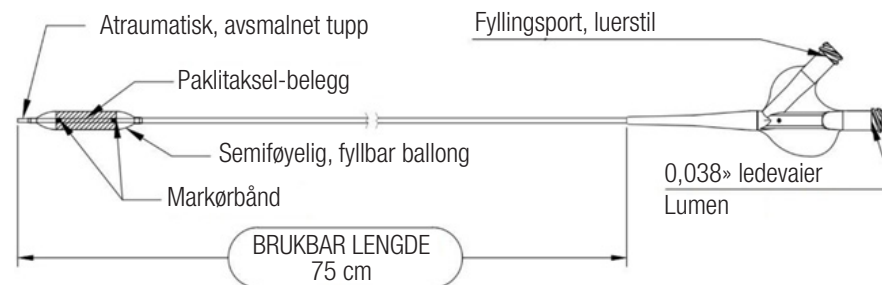 Atraumatisk, avsmalnet tupp
Fyllingsport, luerstil
Paklitaksel-belegg
Semiføyelig, fyllbar ballong
Markørbånd
0,038» ledevaier
Lumen
BRUKBAR LENGDE
75 cm